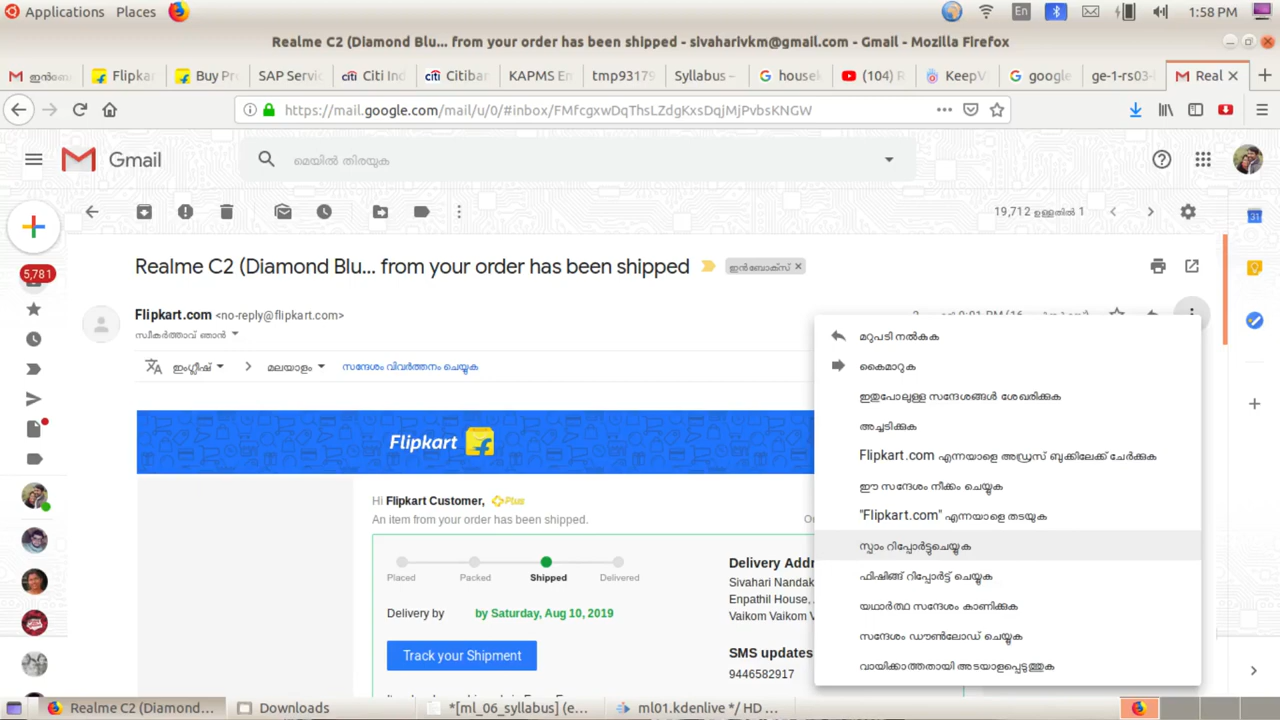 Applications Places En 1:58 PM
Realme C2 (Diamond Blu... from your order has been shipped - sivaharivkm@gmail.com - Gmail - Mozilla Firefox
Flipka Buy Pr SAP Servic Citi Ind Citibar KAPMS En tmp93179 Syllabus – housek (104) R KeepV google ge-1-rs03- Real
https://mail.google.com/mail/u/0/#inbox/FMfcgxwDqThsLZdgKxsDqjMjPvbsKNGW
Gmail മെയിൽ തിരയുക
19,712 ഉള്ളതിൽ 1
31
5,781
Realme C2 (Diamond Blu... from your order has been shipped ഇൻബോക്സ് ×
Flipkart.com <no-reply@flipkart.com>
സ്വീകർത്താവ് ഞാൻ
ഇംഗ്ലീഷ് > മലയാളം സന്ദേശം വിവർത്തനം ചെയ്യുക
Flipkart
Hi Flipkart Customer, Plus
An item from your order has been shipped.
Placed Packed Shipped Delivered
Delivery by by Saturday, Aug 10, 2019
Track your Shipment
Delivery Addr
Sivahari Nandak
Enpathil House,
Vaikom Vaikom V
SMS updates
9446582917
മറുപടി നൽകുക
കൈമാറുക
ഇതുപോലുള്ള സന്ദേശങ്ങൾ ശേഖരിക്കുക
അച്ചടിക്കുക
Flipkart.com എന്നയാളെ അഡ്രസ് ബുക്കിലേക്ക് ചേർക്കുക
ഈ സന്ദേശം നീക്കം ചെയ്യുക
"Flipkart.com" എന്നയാളെ തടയുക
സ്പാം റിപ്പോർട്ടുചെയ്യുക
ഫിഷിങ്ങ് റിപ്പോർട്ട് ചെയ്യുക
യഥാർത്ഥ സന്ദേശം കാണിക്കുക
സന്ദേശം ഡൗൺലോഡ് ചെയ്യുക
വായിക്കാത്തതായി അടയാളപ്പെടുത്തുക
Realme C2 (Diamond... Downloads *[ml_06_syllabus] (e... ml01.kdenlive */ HD ...